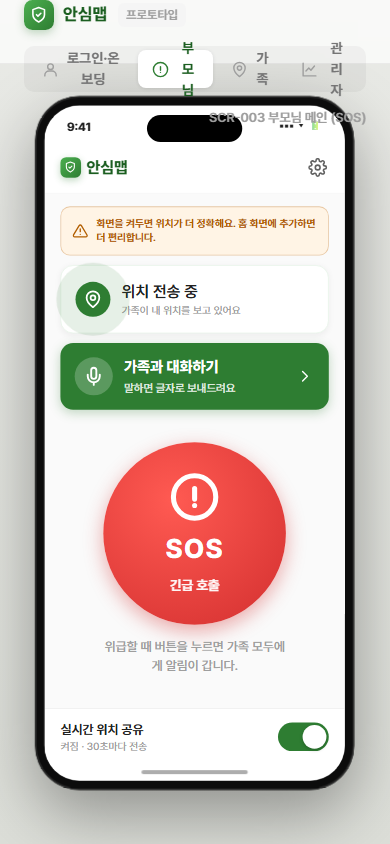 안심맵 프로토타입
로그인·온
보딩
부
모
님
가
족
관
리
자
SCR-003 부모님 메인 (SOS)
9:41
안심맵
화면을 켜두면 위치가 더 정확해요. 홈 화면에 추가하면
더 편리합니다.
위치 전송 중
가족이 내 위치를 보고 있어요
가족과 대화하기
말하면 글자로 보내드려요
SOS
긴급 호출
위급할 때 버튼을 누르면 가족 모두에
게 알림이 갑니다.
실시간 위치 공유
켜짐 · 30초마다 전송